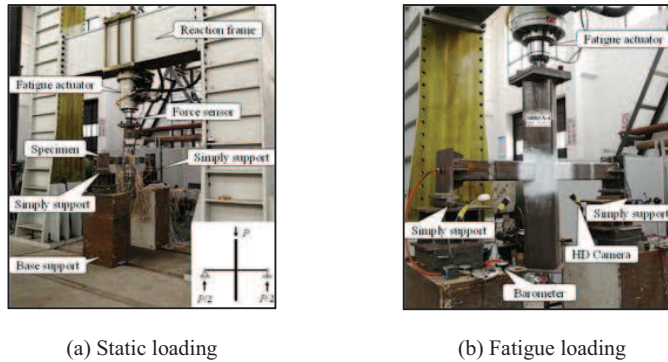 Reaction frame
Fatigue actuator
Force sensor
Specimen
Simply support
Simply support
Base support
P
P/2
P/2
(a) Static loading
Fatigue actuator
Simply support
Simply support
HD Camera
Barometer
(b) Fatigue loading